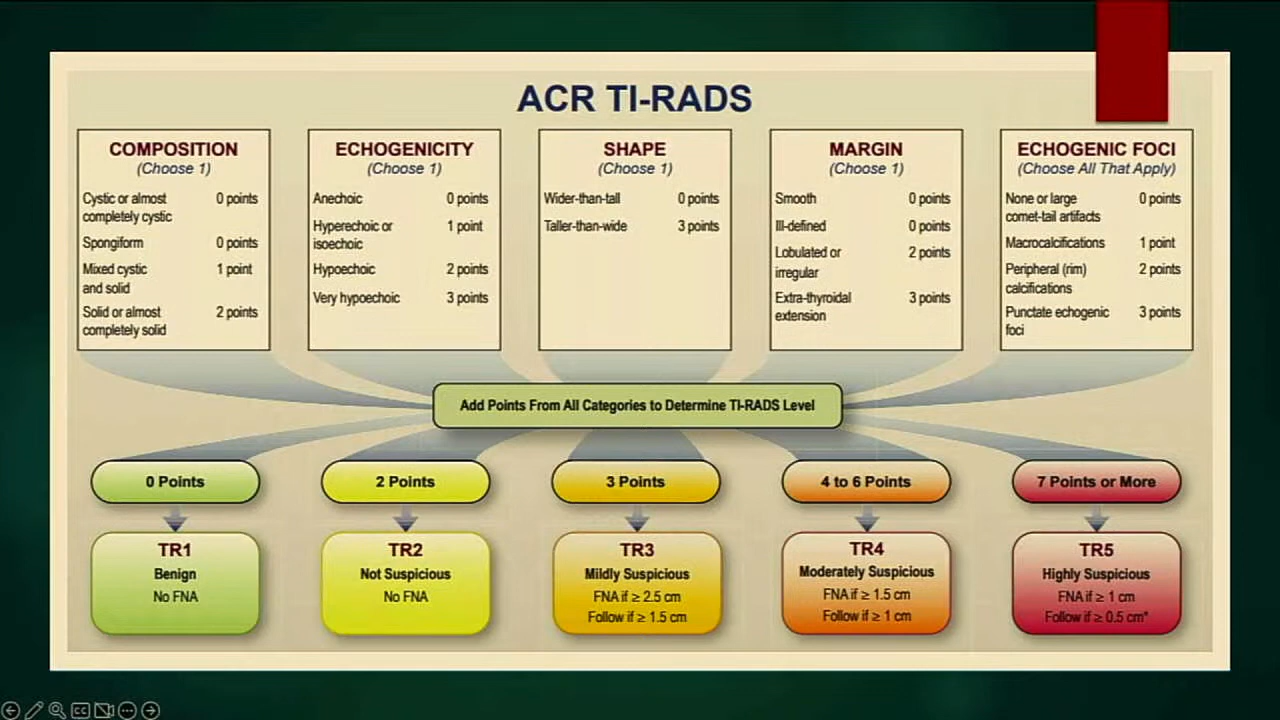 ACR TI-RADS
COMPOSITION
(Choose 1)
Cystic or almost 0 points
completely cystic
Spongiform 0 points
Mixed cystic 1 point
and solid
Solid or almost 2 points
completely solid
ECHOGENICITY
(Choose 1)
Anechoic 0 points
Hyperechoic or 1 point
isoechoic
Hypoechoic 2 points
Very hypoechoic 3 points
SHAPE
(Choose 1)
Wider-than-tall 0 points
Taller-than-wide 3 points
MARGIN
(Choose 1)
Smooth 0 points
Ill-defined 0 points
Lobulated or 2 points
irregular
Extra-thyroidal 3 points
extension
ECHOGENIC FOCI
(Choose All That Apply)
None or large 0 points
comet-tail artifacts
Macrocalcifications 1 point
Peripheral (rim) 2 points
calcifications
Punctate echogenic 3 points
foci
Add Points From All Categories to Determine TI-RADS Level
0 Points
2 Points
3 Points
4 to 6 Points
7 Points or More
TR1
Benign
No FNA
TR2
Not Suspicious
No FNA
TR3
Mildly Suspicious
FNA if ≥ 2.5 cm
Follow if ≥ 1.5 cm
TR4
Moderately Suspicious
FNA if ≥ 1.5 cm
Follow if ≥ 1 cm
TR5
Highly Suspicious
FNA if ≥ 1 cm
Follow if ≥ 0.5 cm*
CC